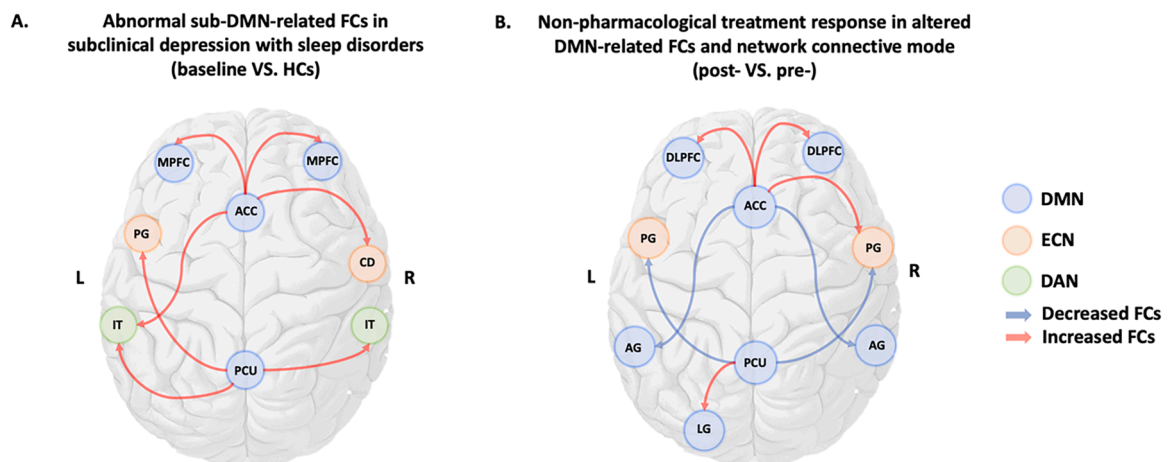 A.
Abnormal sub-DMN-related FCs in
subclinical depression with sleep disorders
(baseline VS. HCs)
MPFC
MPFC
ACC
PG
CD
L
R
IT
IT
PCU
B.
Non-pharmacological treatment response in altered
DMN-related FCs and network connective mode
(post- VS. pre-)
DLPFC
DLPFC
ACC
PG
PG
L
R
AG
AG
PCU
LG
DMN
ECN
DAN
Decreased FCs
Increased FCs